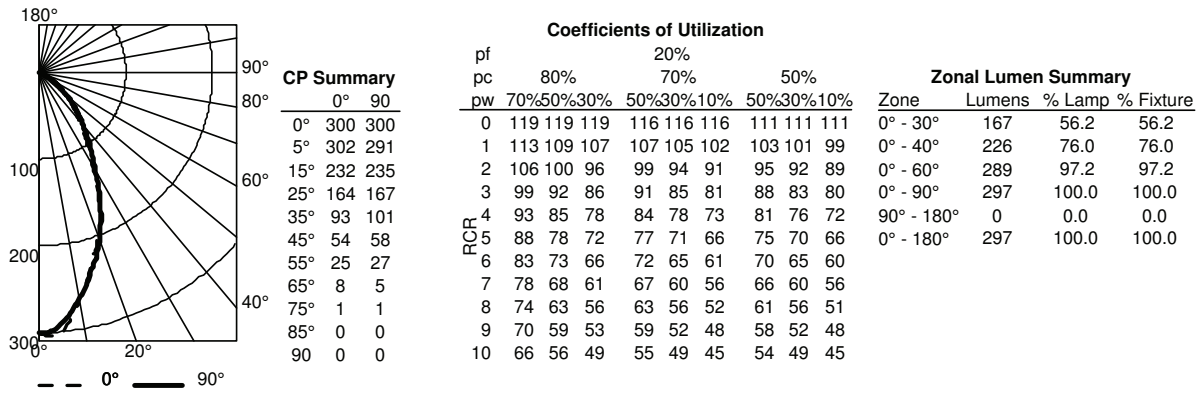 180°
90°
80°
60°
40°
100
200
300
0°
20°
0°
90°
CP Summary
0° 90
0° 300 300
5° 302 291
15° 232 235
25° 164 167
35° 93 101
45° 54 58
55° 25 27
65° 8 5
75° 1 1
85° 0 0
90 0 0
Coefficients of Utilization
pf 20%
pc 80% 70% 50%
pw 70%50%30% 50%30%10% 50%30%10%
RCR
0 119 119 119 116 116 116 111 111 111
1 113 109 107 107 105 102 103 101 99
2 106 100 96 99 94 91 95 92 89
3 99 92 86 91 85 81 88 83 80
4 93 85 78 84 78 73 81 76 72
5 88 78 72 77 71 66 75 70 66
6 83 73 66 72 65 61 70 65 60
7 78 68 61 67 60 56 66 60 56
8 74 63 56 63 56 52 61 56 51
9 70 59 53 59 52 48 58 52 48
10 66 56 49 55 49 45 54 49 45
Zonal Lumen Summary
Zone Lumens % Lamp % Fixture
0° - 30° 167 56.2 56.2
0° - 40° 226 76.0 76.0
0° - 60° 289 97.2 97.2
0° - 90° 297 100.0 100.0
90° - 180° 0 0.0 0.0
0° - 180° 297 100.0 100.0